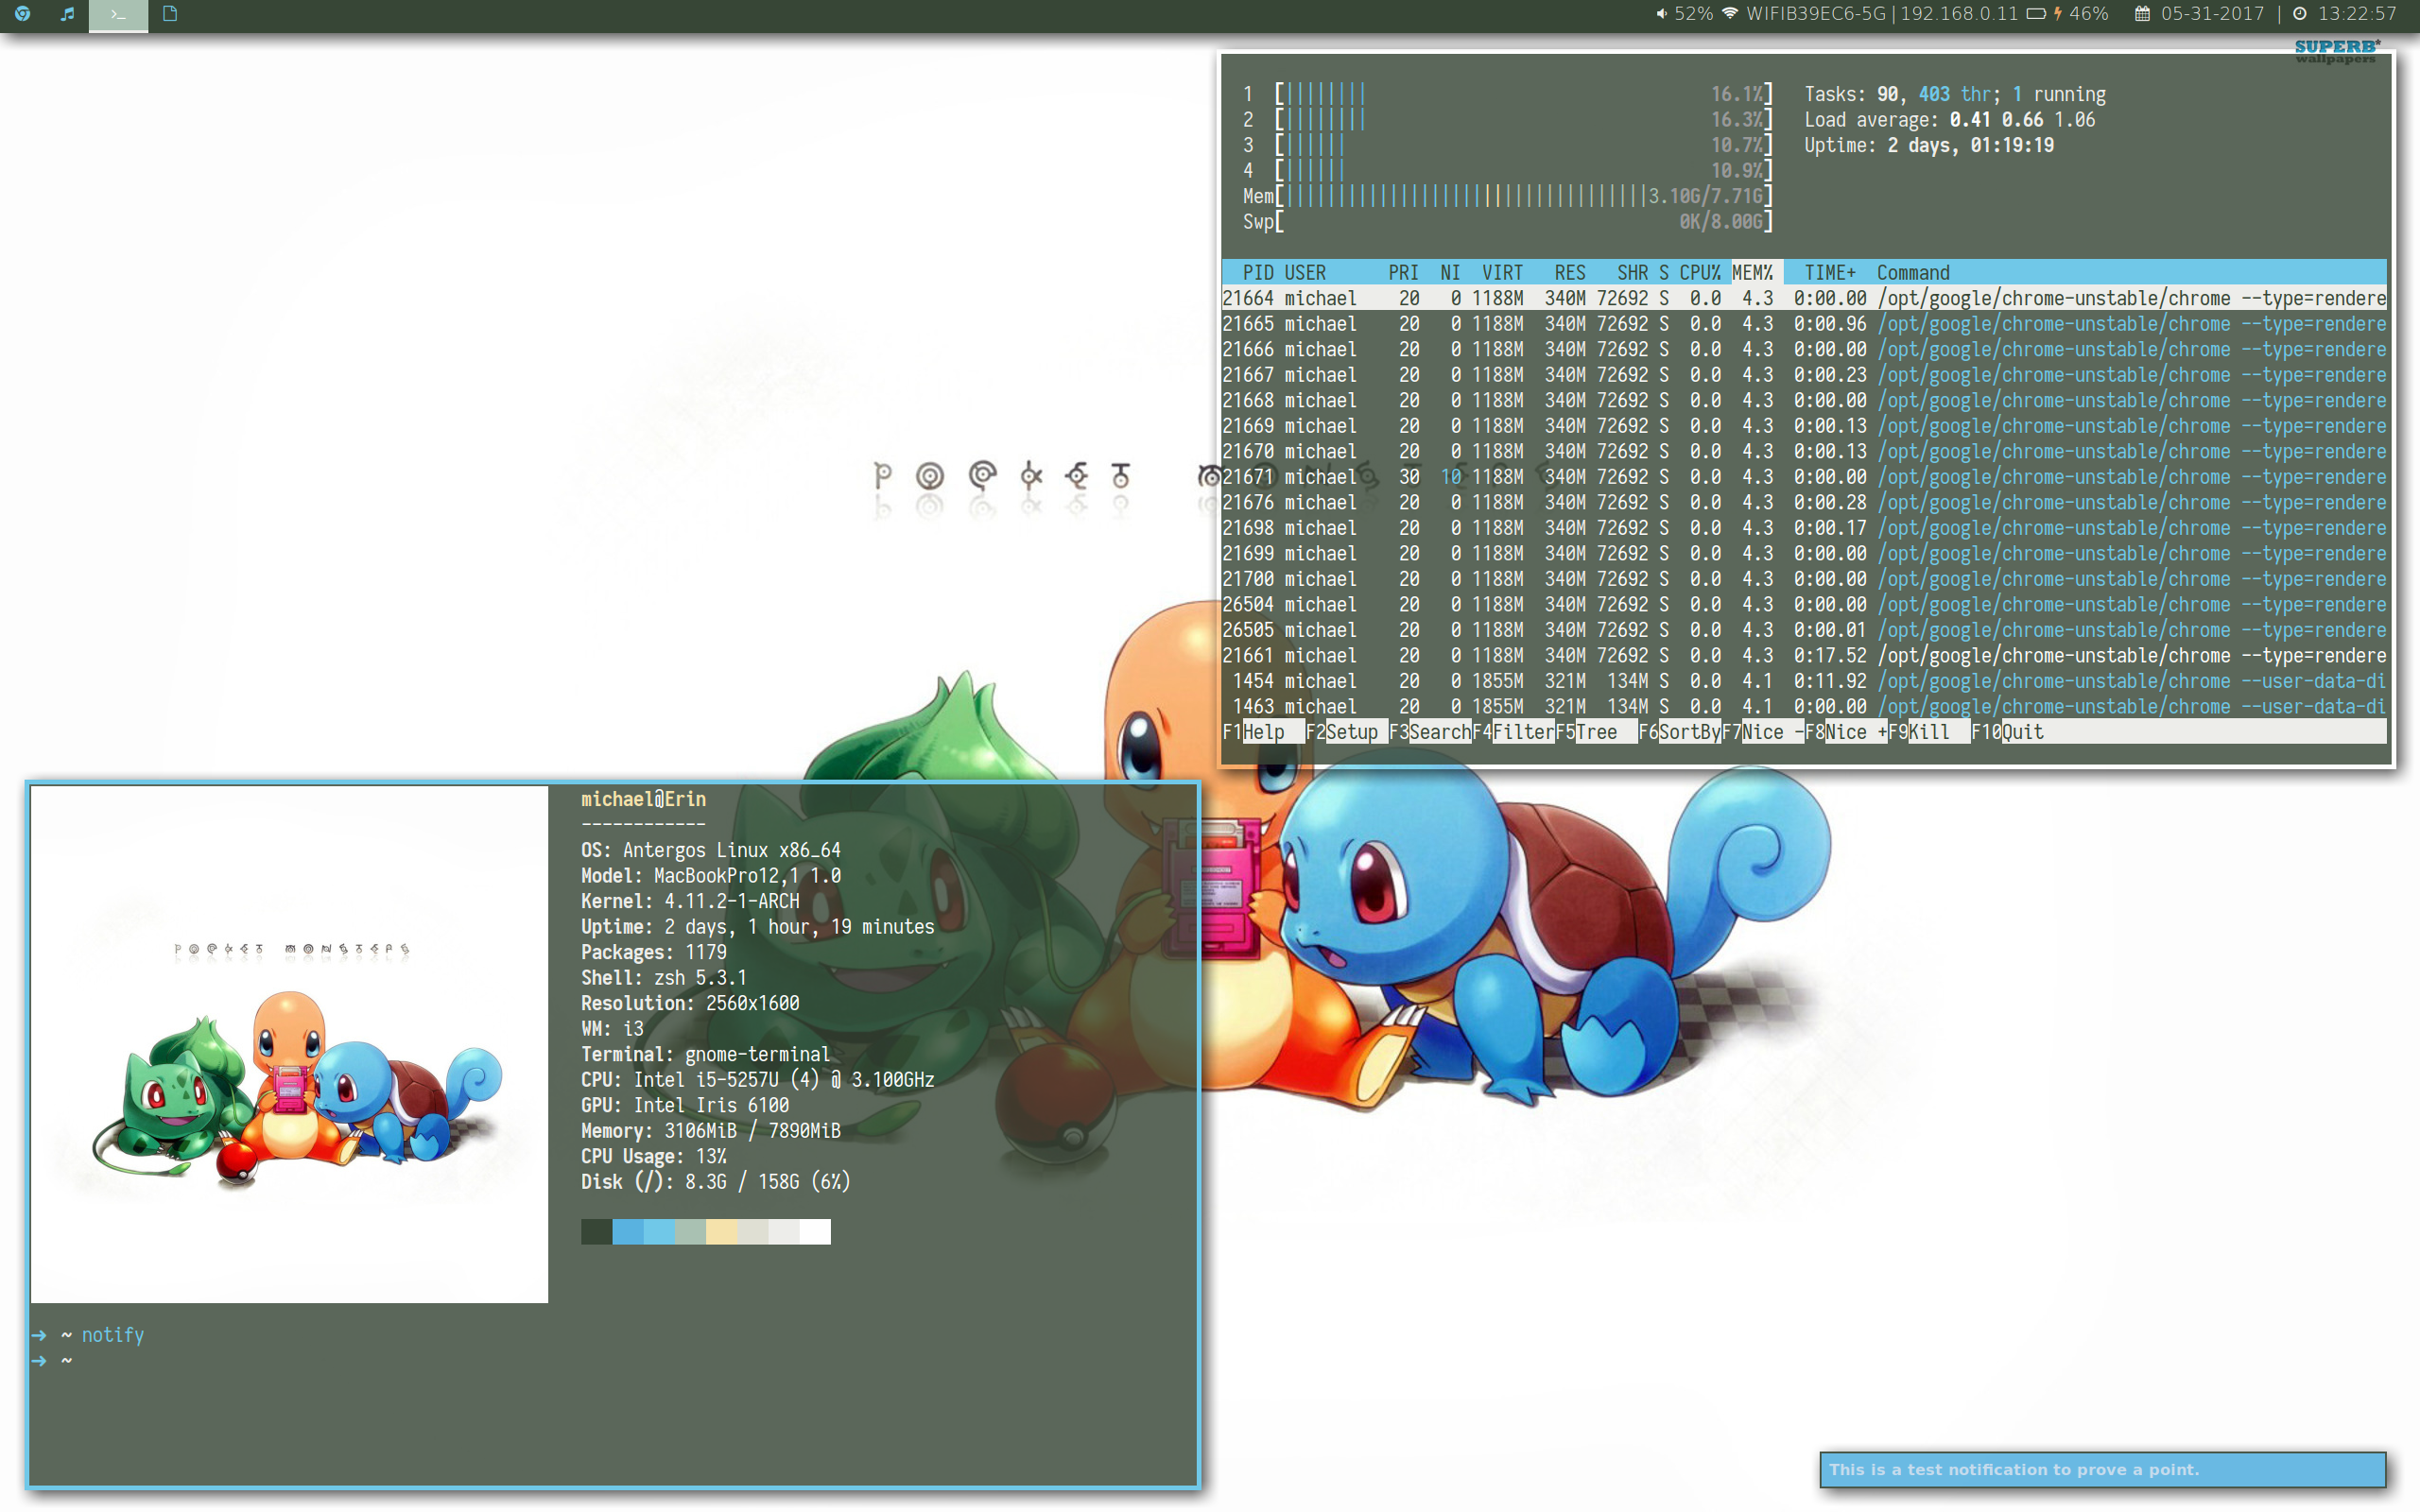 52% WIFIB39EC6-5G | 192.168.0.11 46% 05-31-2017 | 13:22:57
SUPERB
wallpapers
1 [|||||||| 16.1%] Tasks: 90, 403 thr; 1 running
2 [|||||||| 16.3%] Load average: 0.41 0.66 1.06
3 [|||||| 10.7%] Uptime: 2 days, 01:19:19
4 [|||||| 10.9%]
Mem[|||||||||||||||||||||||||||||||||||3.10G/7.71G]
Swp[ 0K/8.00G]
PID USER PRI NI VIRT RES SHR S CPU% MEM% TIME+ Command
21664 michael 20 0 1188M 340M 72692 S 0.0 4.3 0:00.00 /opt/google/chrome-unstable/chrome --type=rendere
21665 michael 20 0 1188M 340M 72692 S 0.0 4.3 0:00.96 /opt/google/chrome-unstable/chrome --type=rendere
21666 michael 20 0 1188M 340M 72692 S 0.0 4.3 0:00.00 /opt/google/chrome-unstable/chrome --type=rendere
21667 michael 20 0 1188M 340M 72692 S 0.0 4.3 0:00.23 /opt/google/chrome-unstable/chrome --type=rendere
21668 michael 20 0 1188M 340M 72692 S 0.0 4.3 0:00.00 /opt/google/chrome-unstable/chrome --type=rendere
21669 michael 20 0 1188M 340M 72692 S 0.0 4.3 0:00.13 /opt/google/chrome-unstable/chrome --type=rendere
21670 michael 20 0 1188M 340M 72692 S 0.0 4.3 0:00.13 /opt/google/chrome-unstable/chrome --type=rendere
21671 michael 30 10 1188M 340M 72692 S 0.0 4.3 0:00.00 /opt/google/chrome-unstable/chrome --type=rendere
21676 michael 20 0 1188M 340M 72692 S 0.0 4.3 0:00.28 /opt/google/chrome-unstable/chrome --type=rendere
21698 michael 20 0 1188M 340M 72692 S 0.0 4.3 0:00.17 /opt/google/chrome-unstable/chrome --type=rendere
21699 michael 20 0 1188M 340M 72692 S 0.0 4.3 0:00.00 /opt/google/chrome-unstable/chrome --type=rendere
21700 michael 20 0 1188M 340M 72692 S 0.0 4.3 0:00.00 /opt/google/chrome-unstable/chrome --type=rendere
26504 michael 20 0 1188M 340M 72692 S 0.0 4.3 0:00.00 /opt/google/chrome-unstable/chrome --type=rendere
26505 michael 20 0 1188M 340M 72692 S 0.0 4.3 0:00.01 /opt/google/chrome-unstable/chrome --type=rendere
21661 michael 20 0 1188M 340M 72692 S 0.0 4.3 0:17.52 /opt/google/chrome-unstable/chrome --type=rendere
1454 michael 20 0 1855M 321M 134M S 0.0 4.1 0:11.92 /opt/google/chrome-unstable/chrome --user-data-di
1463 michael 20 0 1855M 321M 134M S 0.0 4.1 0:00.00 /opt/google/chrome-unstable/chrome --user-data-di
F1Help F2Setup F3SearchF4FilterF5Tree F6SortByF7Nice -F8Nice +F9Kill F10Quit
michael@Erin
------------
OS: Antergos Linux x86_64
Model: MacBookPro12,1 1.0
Kernel: 4.11.2-1-ARCH
Uptime: 2 days, 1 hour, 19 minutes
Packages: 1179
Shell: zsh 5.3.1
Resolution: 2560x1600
WM: i3
Terminal: gnome-terminal
CPU: Intel i5-5257U (4) @ 3.100GHz
GPU: Intel Iris 6100
Memory: 3106MiB / 7890MiB
CPU Usage: 13%
Disk (/): 8.3G / 158G (6%)
➜ ~ notify
➜ ~
This is a test notification to prove a point.